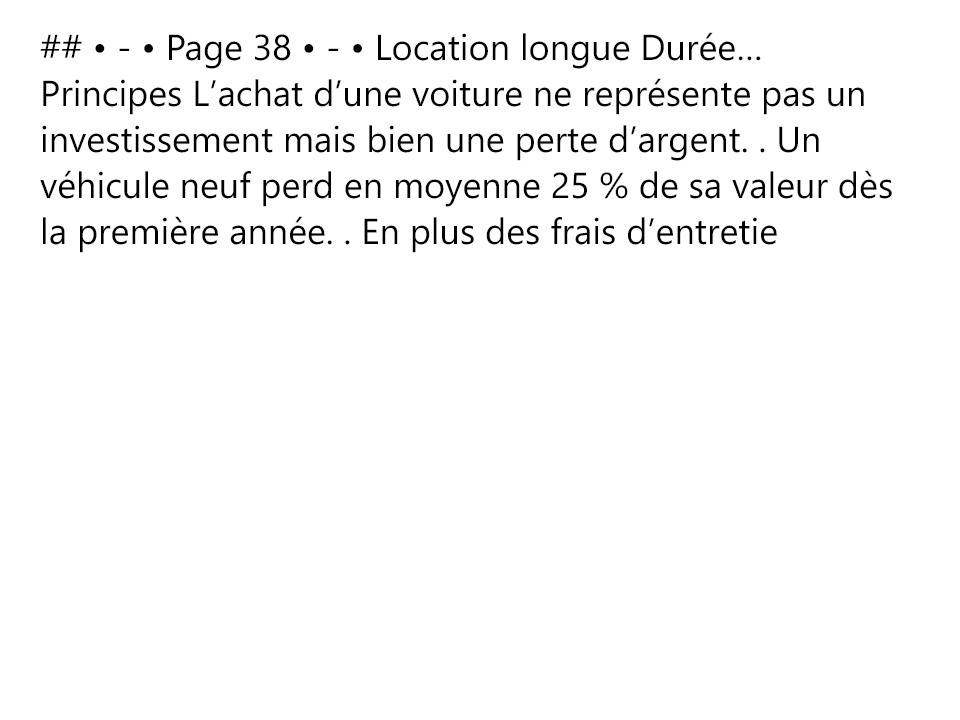 ## • - • Page 38 • - • Location longue Durée…
Principes L’achat d’une voiture ne représente pas un
investissement mais bien une perte d’argent. . Un
véhicule neuf perd en moyenne 25 % de sa valeur dès
la première année. . En plus des frais d’entretie